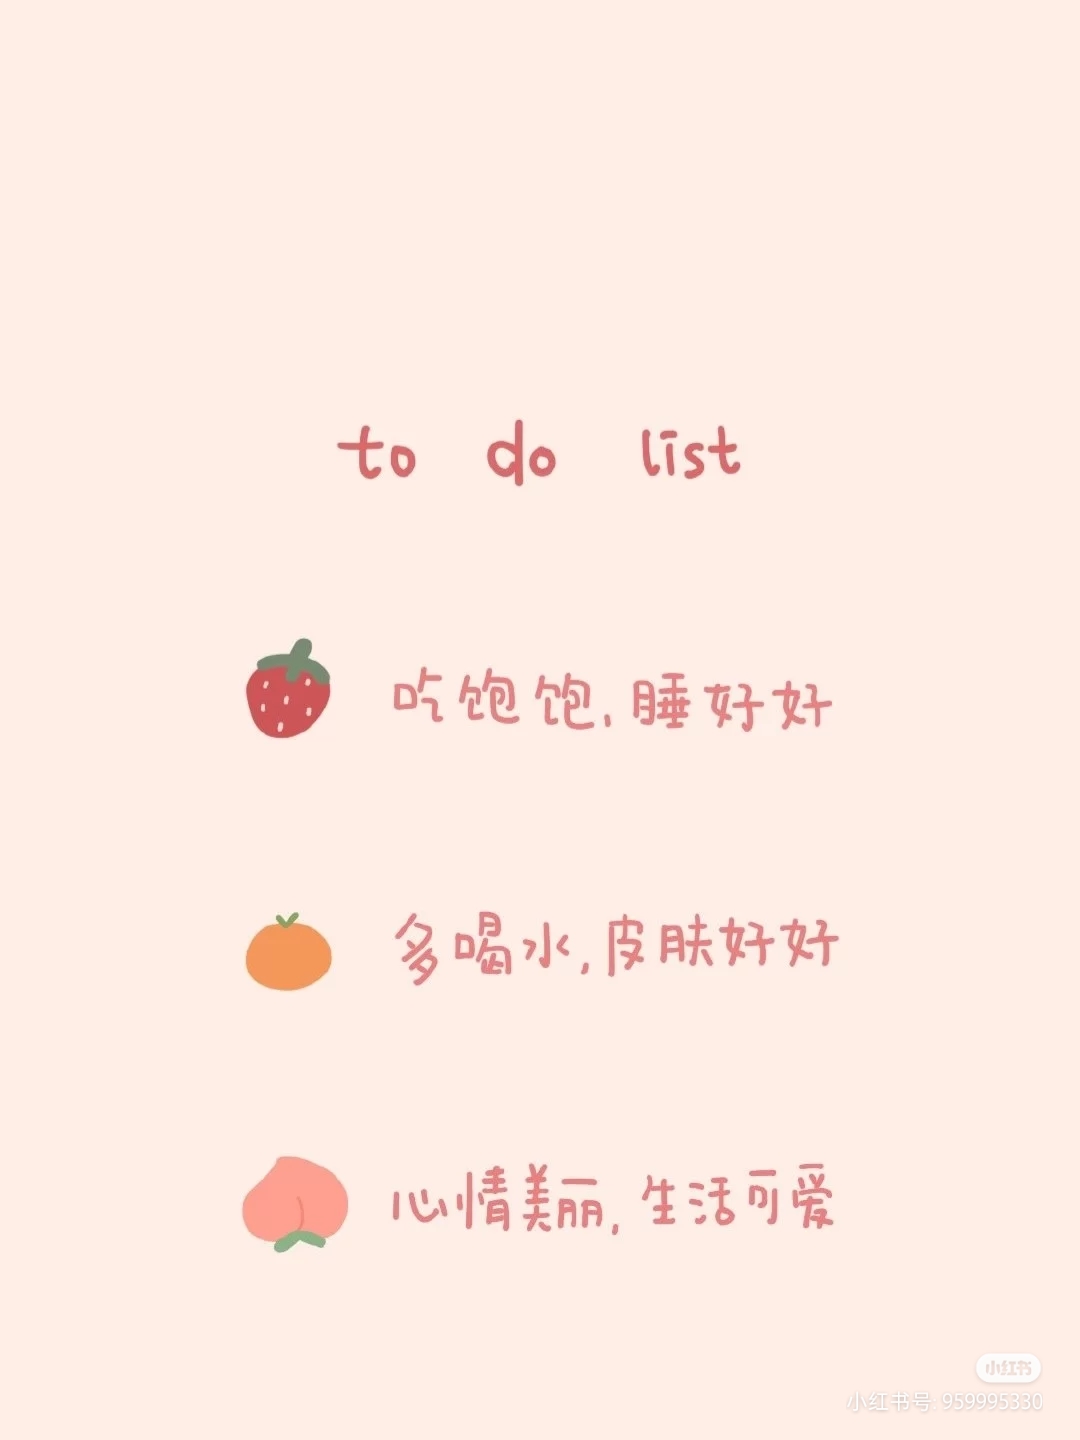 to do list
吃饱饱,睡好好
多喝水,皮肤好好
心情美丽,生活可爱
小红书
小红书号: 959995330